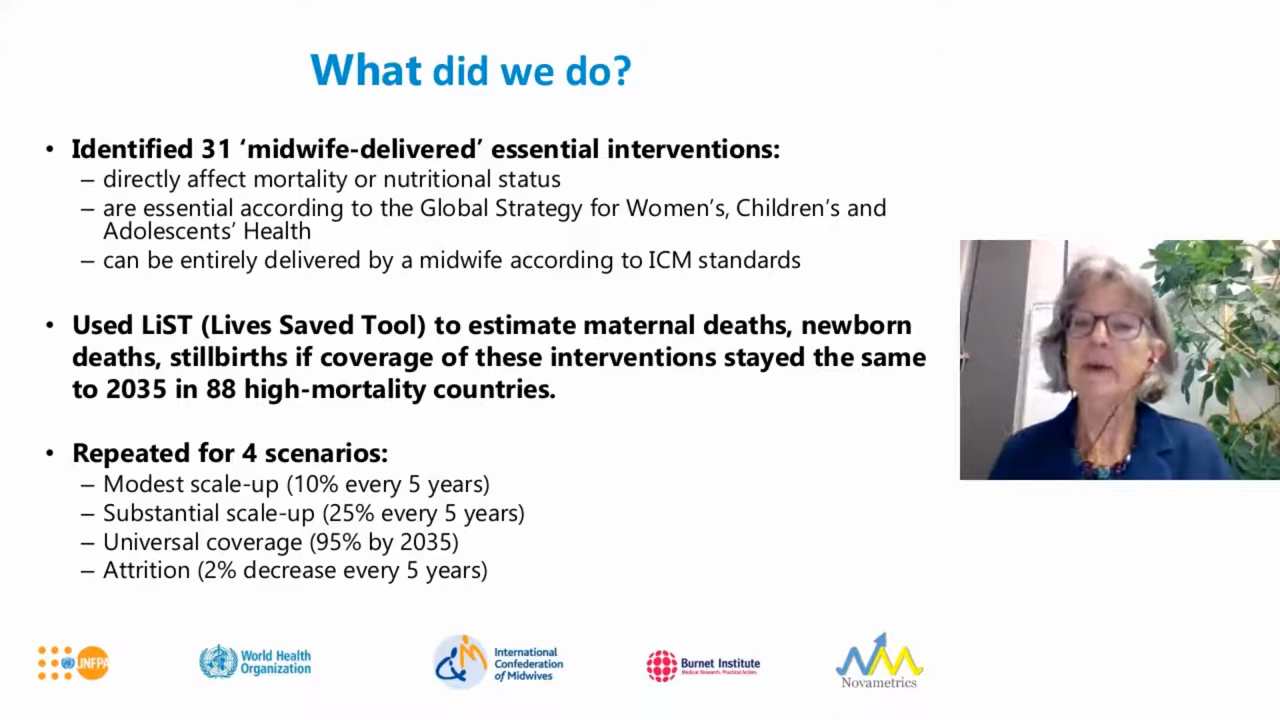 What did we do?
• Identified 31 ‘midwife-delivered’ essential interventions:
– directly affect mortality or nutritional status
– are essential according to the Global Strategy for Women’s, Children’s and
Adolescents’ Health
– can be entirely delivered by a midwife according to ICM standards
• Used LiST (Lives Saved Tool) to estimate maternal deaths, newborn
deaths, stillbirths if coverage of these interventions stayed the same
to 2035 in 88 high-mortality countries.
• Repeated for 4 scenarios:
– Modest scale-up (10% every 5 years)
– Substantial scale-up (25% every 5 years)
– Universal coverage (95% by 2035)
– Attrition (2% decrease every 5 years)
UNFPA
World Health
Organization
International
Confederation
of Midwives
Burnet Institute
Medical Research. Practical Action.
Novametrics